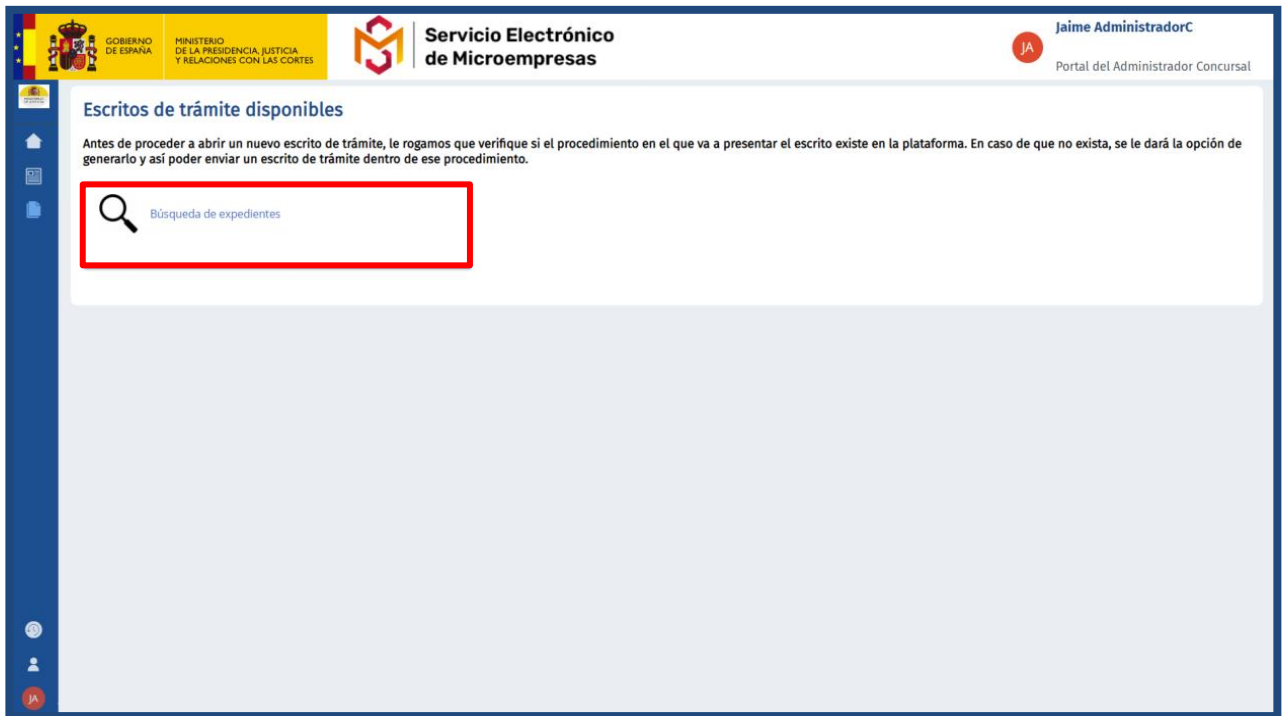 GOBIERNO
DE ESPAÑA
MINISTERIO
DE LA PRESIDENCIA, JUSTICIA
Y RELACIONES CON LAS CORTES
Servicio Electrónico
de Microempresas
JA
Jaime AdministradorC
Portal del Administrador Concursal
Escritos de trámite disponibles
Antes de proceder a abrir un nuevo escrito de trámite, le rogamos que verifique si el procedimiento en el que va a presentar el escrito existe en la plataforma. En caso de que no exista, se le dará la opción de
generarlo y así poder enviar un escrito de trámite dentro de ese procedimiento.
Búsqueda de expedientes
JA